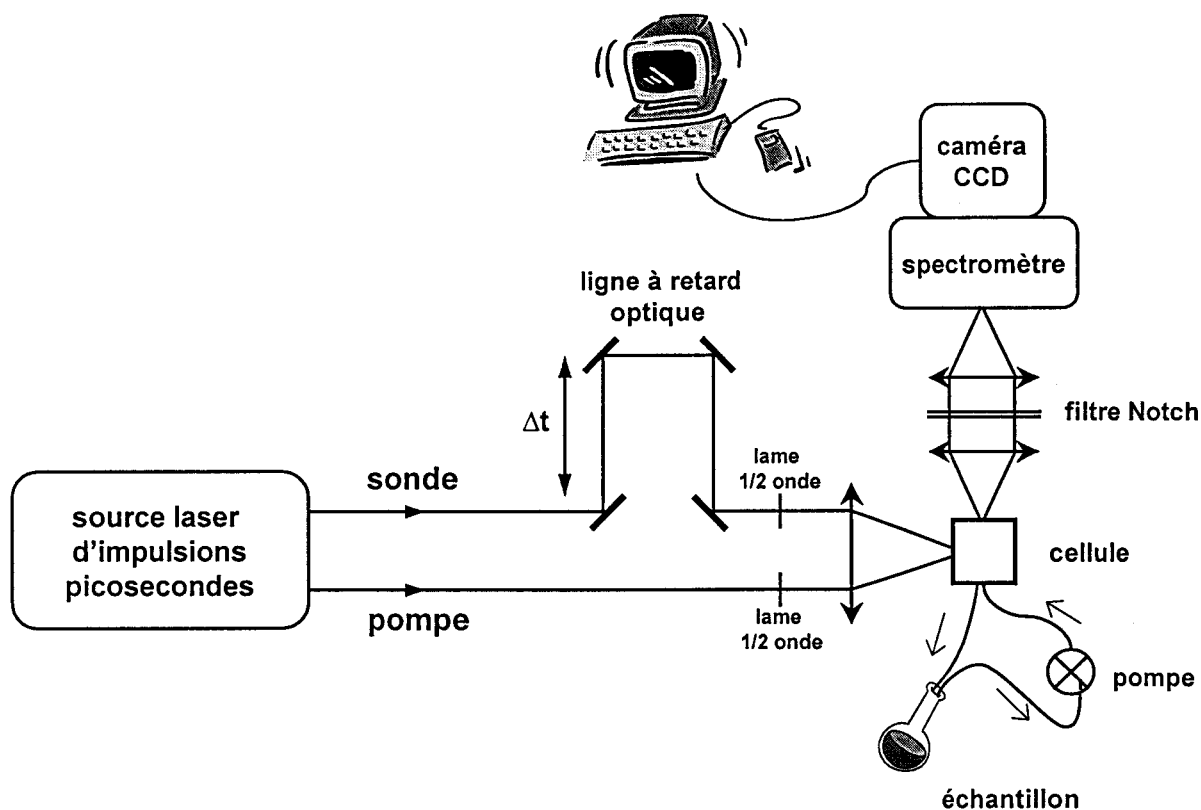 caméra
CCD
spectromètre
ligne à retard
optique
filtre Notch
Δt
lame
1/2 onde
sonde
source laser
d'impulsions
picosecondes
cellule
pompe
lame
1/2 onde
pompe
échantillon